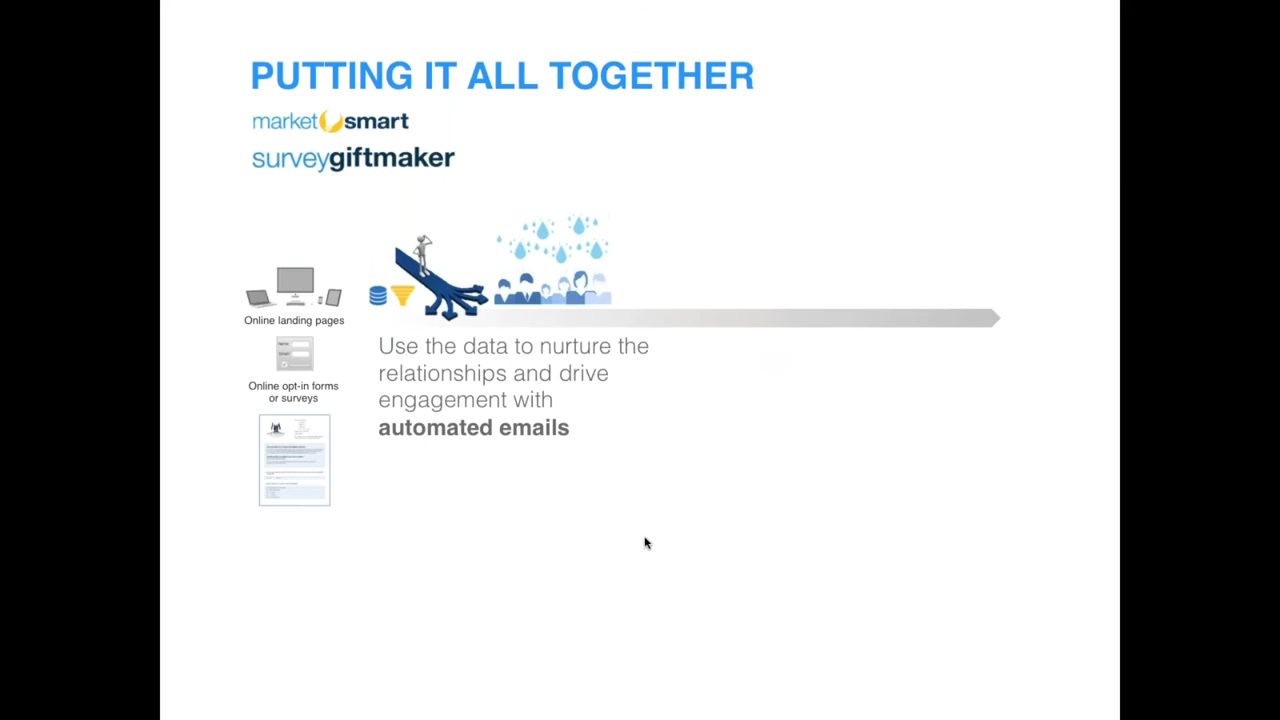 PUTTING IT ALL TOGETHER
marketsmart
surveygiftmaker
Online landing pages
Name
Online opt-in forms
or surveys
Use the data to nurture the
relationships and drive
engagement with
automated emails